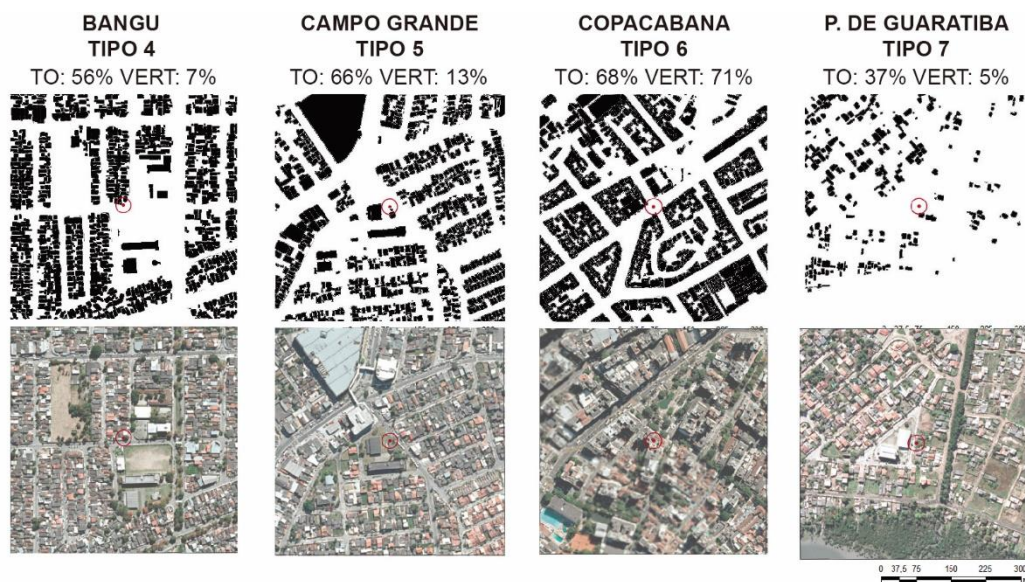 BANGU
TIPO 4
TO: 56% VERT: 7%
CAMPO GRANDE
TIPO 5
TO: 66% VERT: 13%
COPACABANA
TIPO 6
TO: 68% VERT: 71%
P. DE GUARATIBA
TIPO 7
TO: 37% VERT: 5%
0 37,5 75 150 225 300